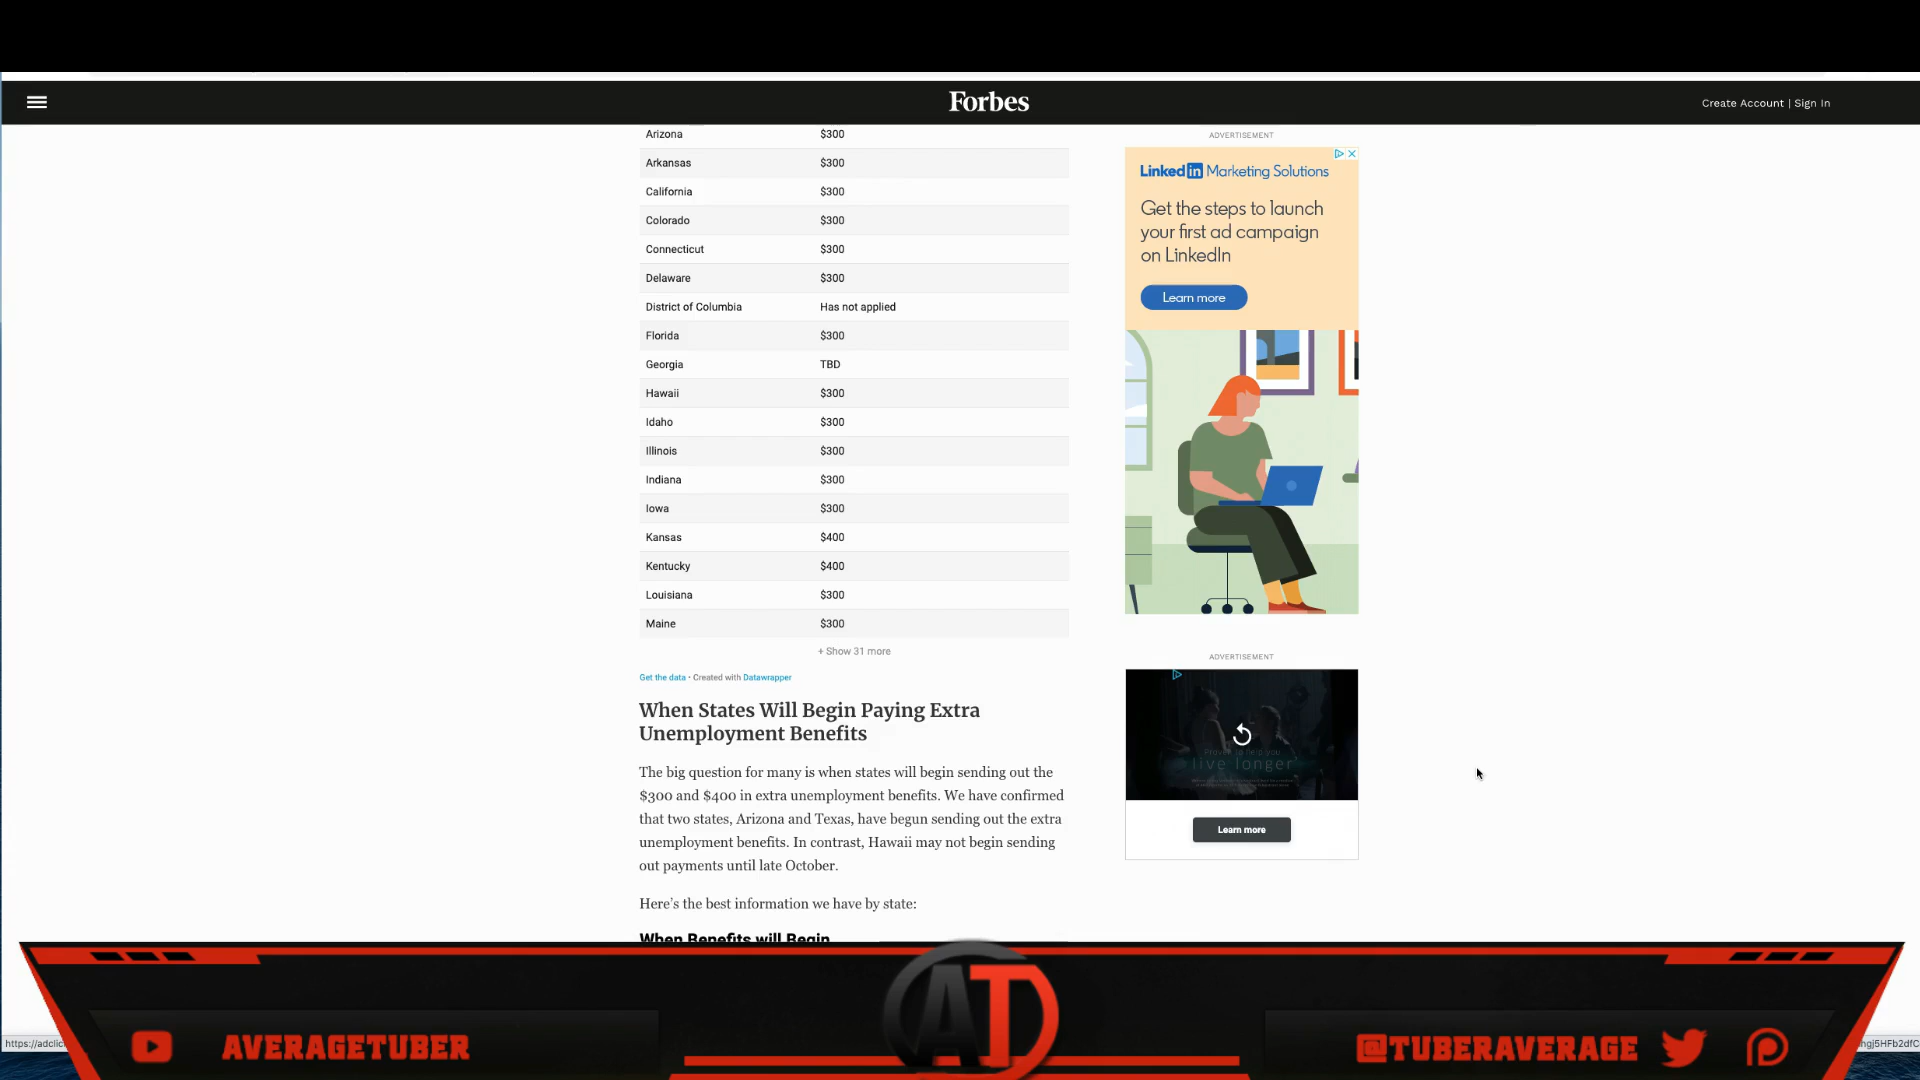 Forbes
Create Account | Sign In
Arizona $300
Arkansas $300
California $300
Colorado $300
Connecticut $300
Delaware $300
District of Columbia Has not applied
Florida $300
Georgia TBD
Hawaii $300
Idaho $300
Illinois $300
Indiana $300
Iowa $300
Kansas $400
Kentucky $400
Louisiana $300
Maine $300
+ Show 31 more
Get the data • Created with Datawrapper
When States Will Begin Paying Extra
Unemployment Benefits
The big question for many is when states will begin sending out the
$300 and $400 in extra unemployment benefits. We have confirmed
that two states, Arizona and Texas, have begun sending out the extra
unemployment benefits. In contrast, Hawaii may not begin sending
out payments until late October.
Here's the best information we have by state:
When Benefits will Begin
ADVERTISEMENT
Linked in Marketing Solutions
Get the steps to launch
your first ad campaign
on LinkedIn
Learn more
ADVERTISEMENT
Proven to help you
live longer
Learn more
https://adclic
AVERAGETUBER
AT
@TUBERAVERAGE